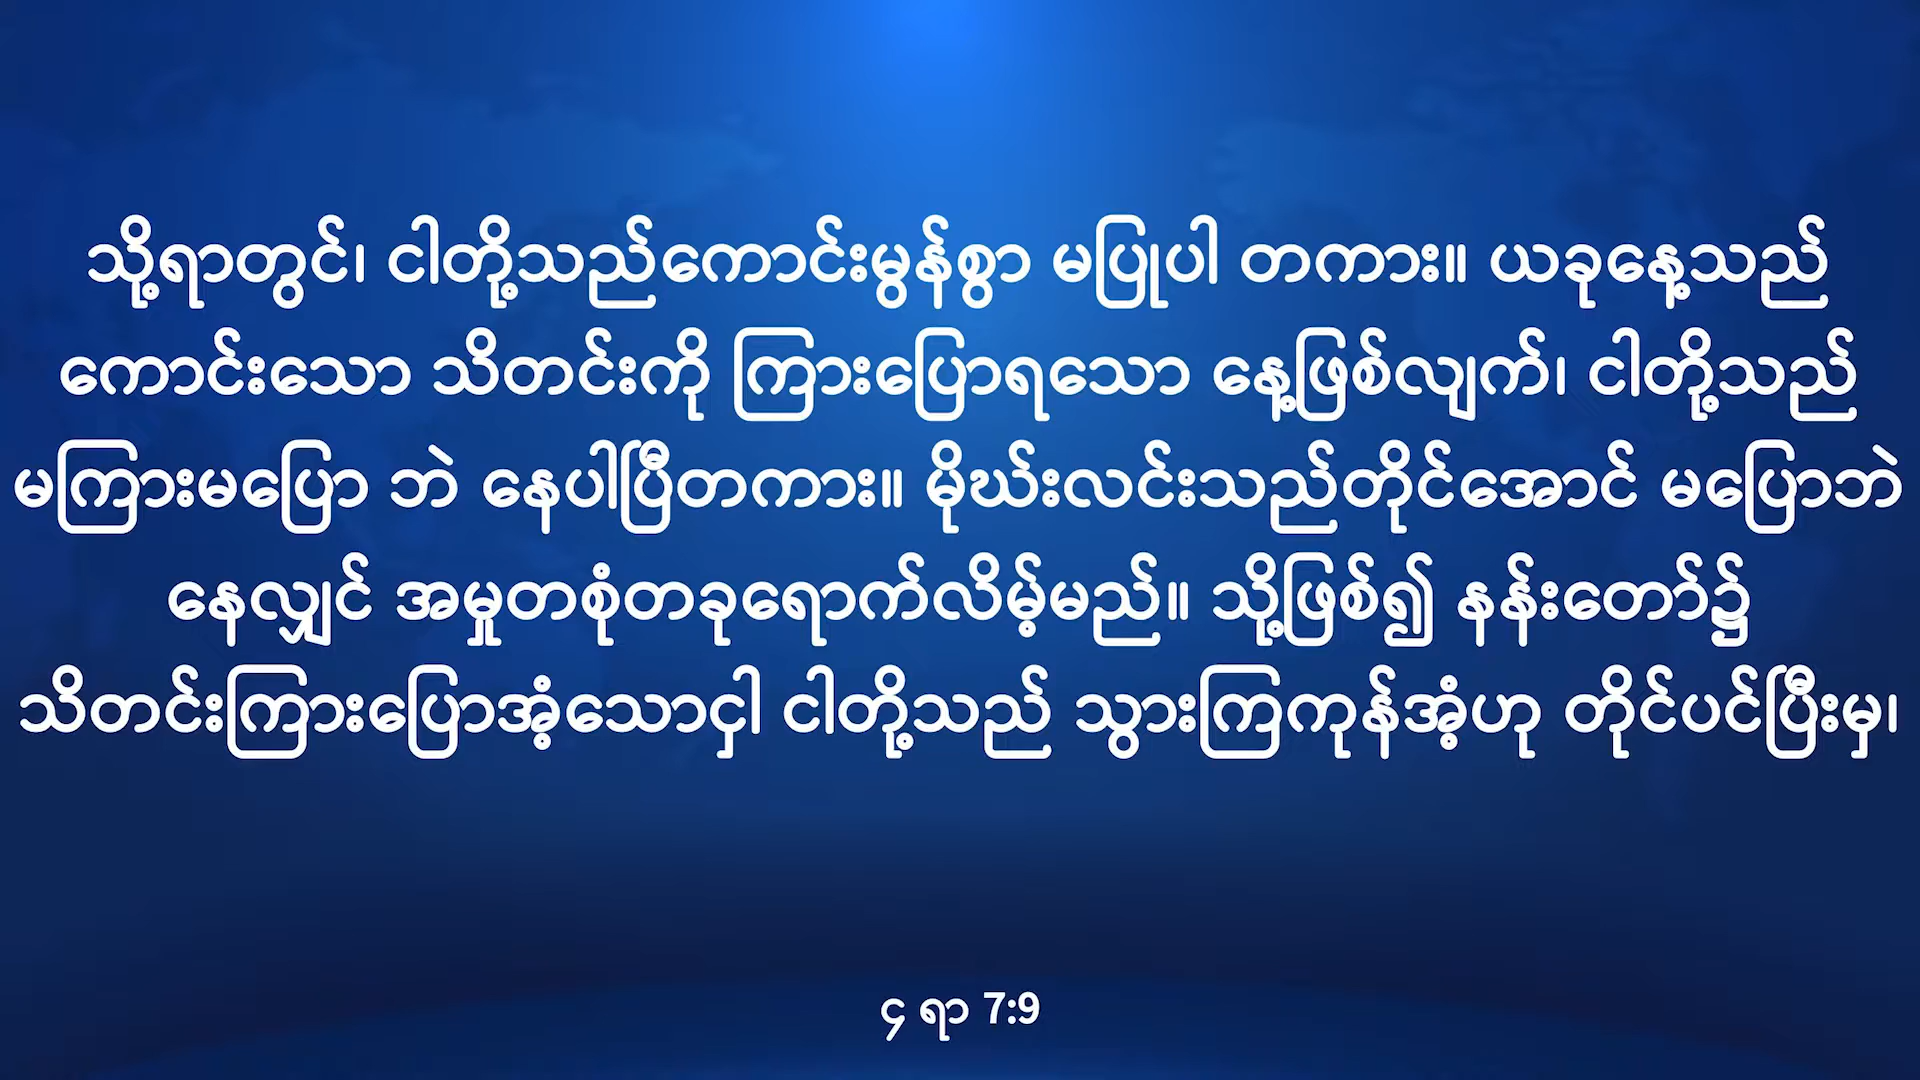 သို့ရာတွင်၊ ငါတို့သည်ကောင်းမွန်စွာ မပြုပါ တကား။ ယခုနေ့သည်
ကောင်းသော သိတင်းကို ကြားပြောရသော နေ့ဖြစ်လျက်၊ ငါတို့သည်
မကြားမပြော ဘဲ နေပါပြီတကား။ မိုဃ်းလင်းသည်တိုင်အောင် မပြောဘဲ
နေလျှင် အမှုတစုံတခုရောက်လိမ့်မည်။ သို့ဖြစ်၍ နန်းတော်၌
သိတင်းကြားပြောအံ့သောငှါ ငါတို့သည် သွားကြကုန်အံ့ဟု တိုင်ပင်ပြီးမှ၊
၄ ရာ 7:9